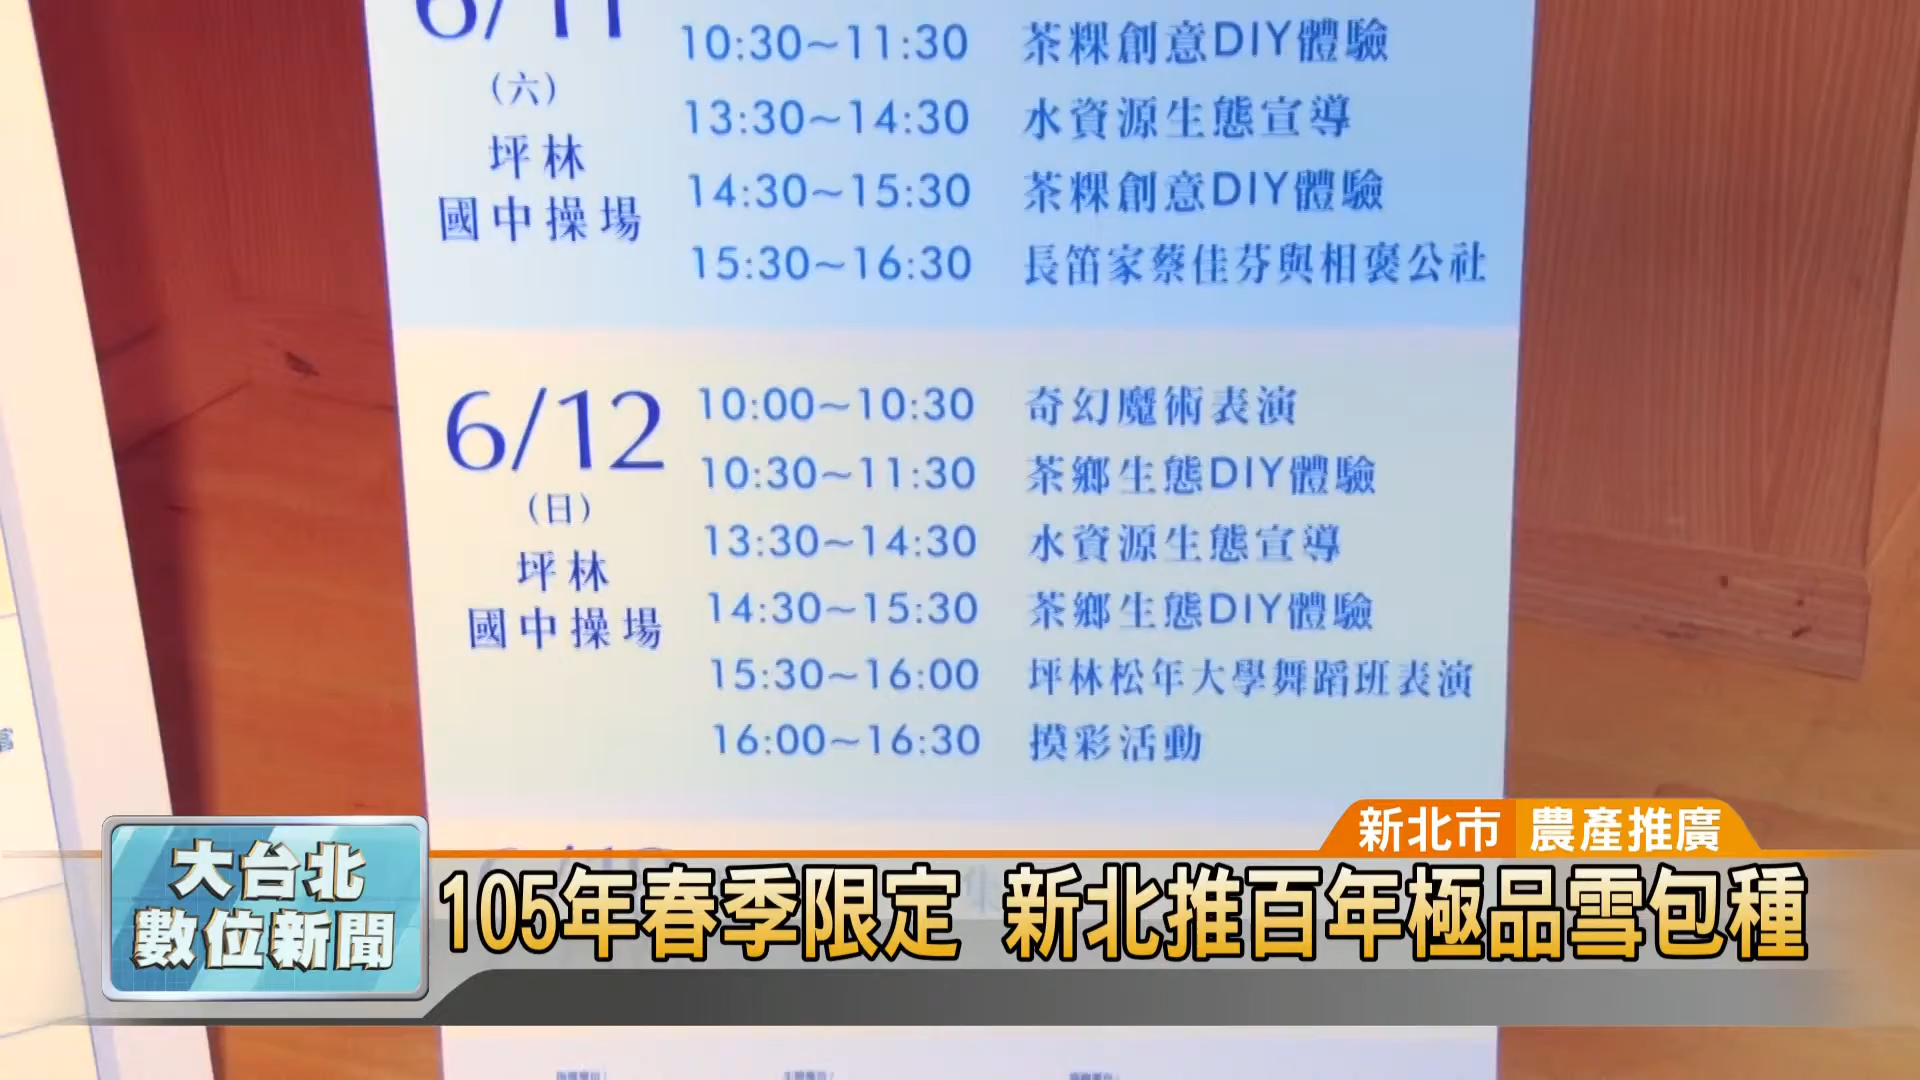 6/11
(六)
坪林
國中操場
10:30~11:30 茶粿創意DIY體驗
13:30~14:30 水資源生態宣導
14:30~15:30 茶粿創意DIY體驗
15:30~16:30 長笛家蔡佳芬與相褒公社
6/12
(日)
坪林
國中操場
10:00~10:30 奇幻魔術表演
10:30~11:30 茶鄉生態DIY體驗
13:30~14:30 水資源生態宣導
14:30~15:30 茶鄉生態DIY體驗
15:30~16:00 坪林松年大學舞蹈班表演
16:00~16:30 摸彩活動
新北市 農產推廣
大台北
數位新聞
105年春季限定 新北推百年極品雪包種